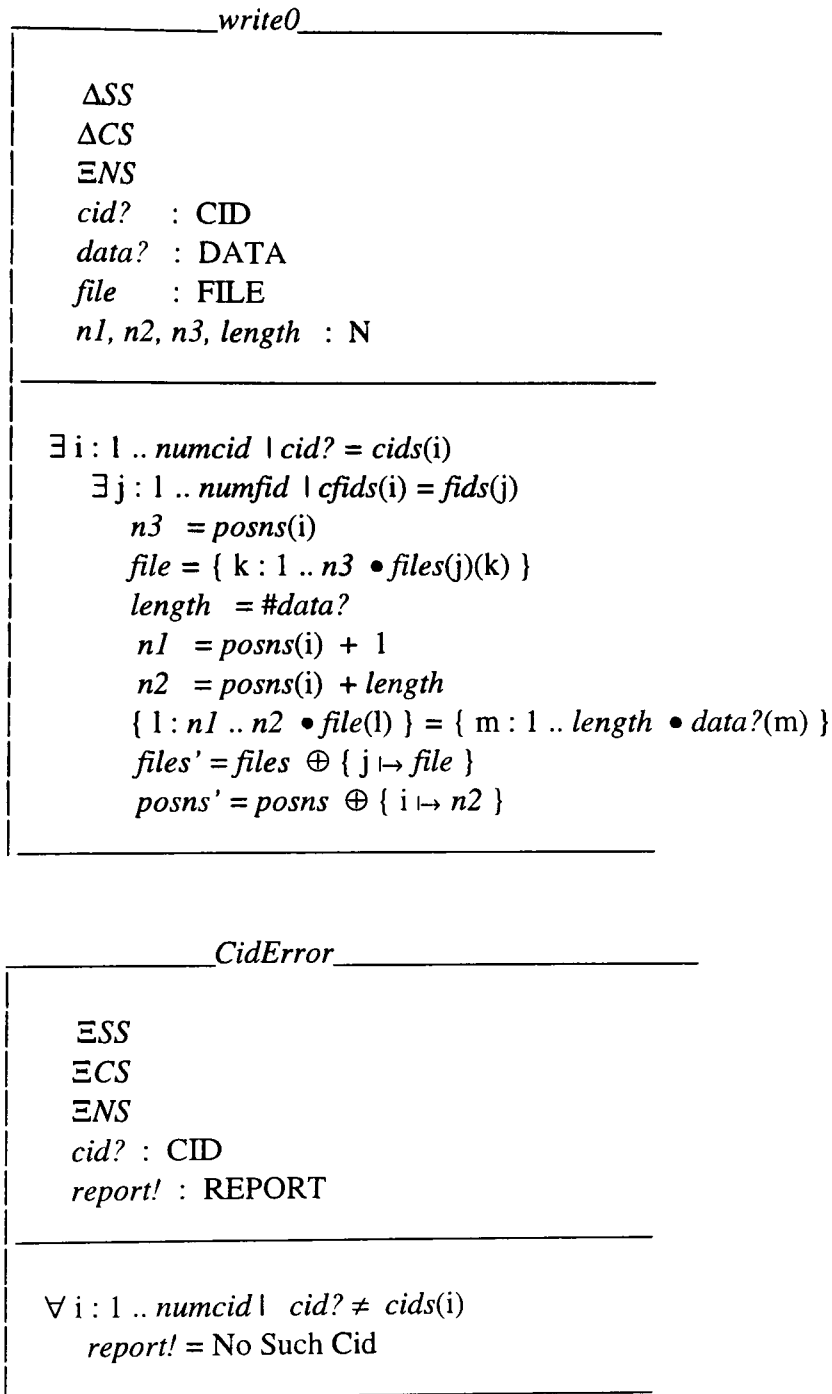 write0
ΔSS
ΔCS
ΞNS
cid? : CID
data? : DATA
file : FILE
n1, n2, n3, length : N
∃ i : 1 .. numcid | cid? = cids(i)
∃ j : 1 .. numfid | cfids(i) = fids(j)
n3 = posns(i)
file = { k : 1 .. n3 • files(j)(k) }
length = #data?
n1 = posns(i) + 1
n2 = posns(i) + length
{ l : n1 .. n2 • file(l) } = { m : 1 .. length • data?(m) }
files' = files ⊕ { j ↦ file }
posns' = posns ⊕ { i ↦ n2 }
CidError
ΞSS
ΞCS
ΞNS
cid? : CID
report! : REPORT
∀ i : 1 .. numcid | cid? ≠ cids(i)
report! = No Such Cid